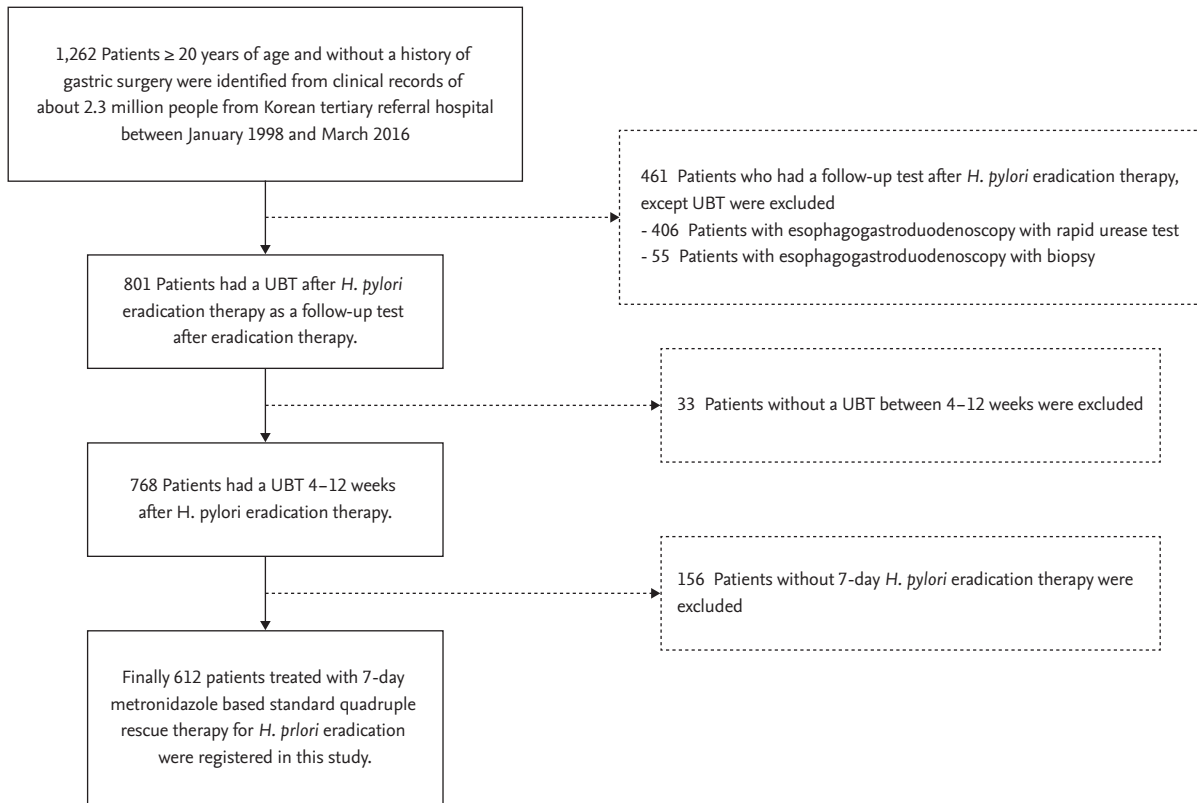 1,262 Patients ≥ 20 years of age and without a history of
gastric surgery were identified from clinical records of
about 2.3 million people from Korean tertiary referral hospital
between January 1998 and March 2016
461 Patients who had a follow-up test after H. pylori eradication therapy,
except UBT were excluded
- 406 Patients with esophagogastroduodenoscopy with rapid urease test
- 55 Patients with esophagogastroduodenoscopy with biopsy
801 Patients had a UBT after H. pylori
eradication therapy as a follow-up test
after eradication therapy.
33 Patients without a UBT between 4–12 weeks were excluded
768 Patients had a UBT 4–12 weeks
after H. pylori eradication therapy.
156 Patients without 7-day H. pylori eradication therapy were
excluded
Finally 612 patients treated with 7-day
metronidazole based standard quadruple
rescue therapy for H. prlori eradication
were registered in this study.